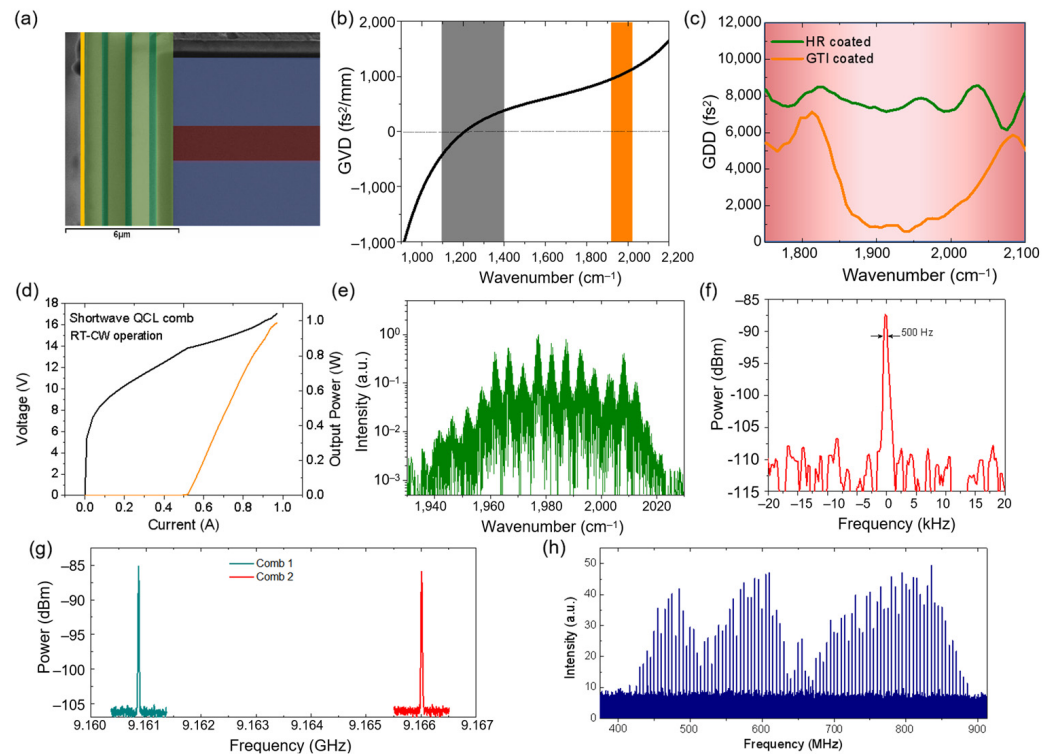 (a)
6µm
(b)
2,000
1,000
0
−1,000
−1,000
GVD (fs²/mm)
1,000 1,200 1,400 1,600 1,800 2,000 2,200
Wavenumber (cm⁻¹)
(c)
12,000
10,000
8,000
6,000
4,000
2,000
0
GDD (fs²)
HR coated
GTI coated
1,800 1,900 2,000 2,100
Wavenumber (cm⁻¹)
(d)
18
16
14
12
10
8
6
4
2
0
Voltage (V)
Shortwave QCL comb
RT-CW operation
1.0
0.8
0.6
0.4
0.2
0.0
Output Power (W)
0.0 0.2 0.4 0.6 0.8 1.0
Current (A)
(e)
10⁰
10⁻¹
10⁻²
10⁻³
Intensity (a.u.)
1,940 1,960 1,980 2,000 2,020
Wavenumber (cm⁻¹)
(f)
−85
−90
−95
−100
−105
−110
−115
Power (dBm)
500 Hz
−20 −15 −10 −5 0 5 10 15 20
Frequency (kHz)
(g)
−85
−90
−95
−100
−105
Power (dBm)
Comb 1
Comb 2
9.160 9.161 9.162 9.163 9.164 9.165 9.166 9.167
Frequency (GHz)
(h)
50
40
30
20
10
0
Intensity (a.u.)
400 500 600 700 800 900
Frequency (MHz)